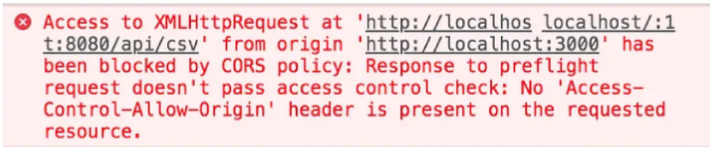 Access to XMLHttpRequest at 'http://localhos localhost/:1
t:8080/api/csv' from origin 'http://localhost:3000' has
been blocked by CORS policy: Response to preflight
request doesn't pass access control check: No 'Access-
Control-Allow-Origin' header is present on the requested
resource.